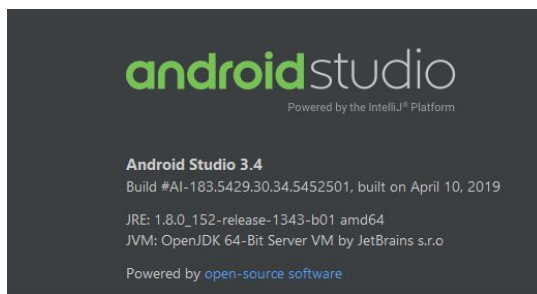 androidstudio
Powered by the IntelliJ® Platform
Android Studio 3.4
Build #AI-183.5429.30.34.5452501, built on April 10, 2019
JRE: 1.8.0_152-release-1343-b01 amd64
JVM: OpenJDK 64-Bit Server VM by JetBrains s.r.o
Powered by open-source software